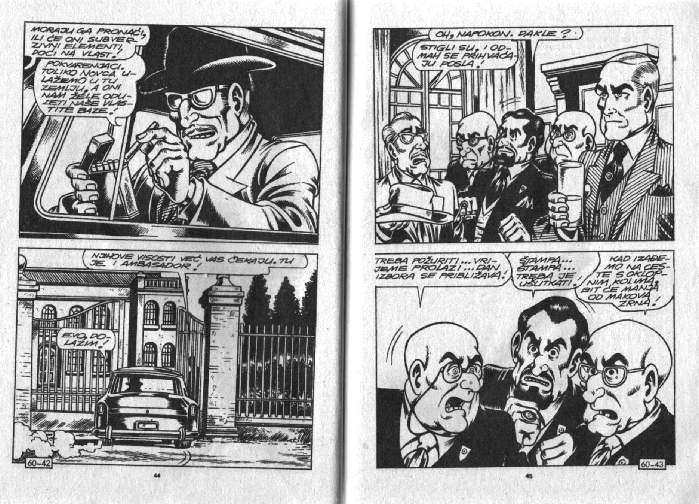 MORAJU GA PRONAĆI,
ILI ĆE ONI SUBVER-
ZIVNI ELEMENTI,
DOĆI NA VLAST!
POKVARENJACI,
TOLIKO NOVCA U-
LAŽEMO U TU
ZEMLJU, A ONI
NAM ŽELE ODU-
ZETI NAŠE VLAS-
TITE BAZE!
NJIHOVE VISOSTI VEĆ VAS ČEKAJU. TU
JE I AMBASADOR!
EVO, DO-
LAZIM!
60-42
44
OH, NAPOKON. DAKLE?
STIGLI SU, I OD-
MAH SE PRIHVAĆA-
JU POSLA!
TREBA POŽURITI... VRI-
JEME PROLAZI... DAN
IZBORA SE PRIBLIŽAVA!
ŠTAMPA...
ŠTAMPA...
TREBA JE
UŠUTKATI!
KAD IZAĐE-
MO NA CES-
TE S OKLOP-
NIM KOLIMA
BIT ĆE MANJA
OD MAKOVA
ZRNA!
60-43
45